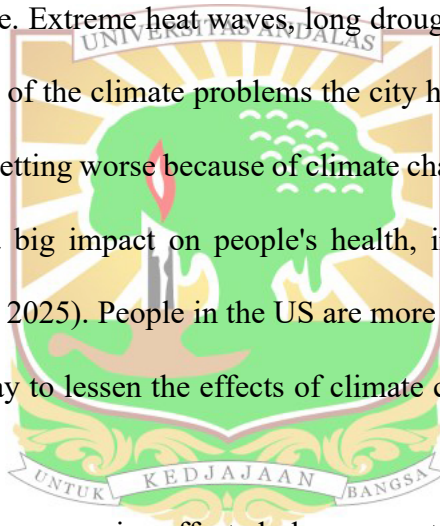 e. Extreme heat waves, long droug
UNIVERSITAS ANDALAS
of the climate problems the city h
etting worse because of climate cha
big impact on people's health, i
2025). People in the US are more
ay to lessen the effects of climate c
UNTUK KEDJAJAAN BANGSA